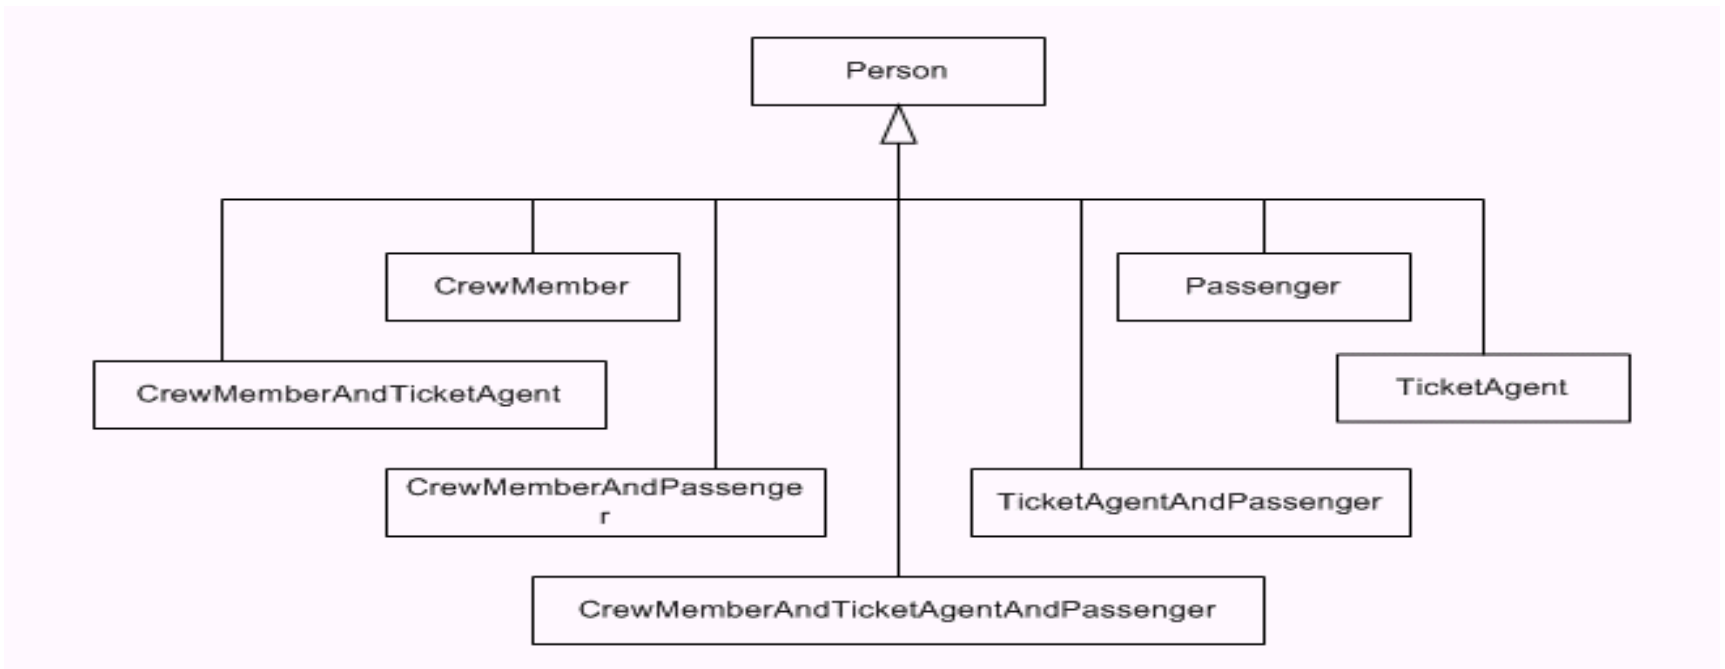 Person
CrewMember
Passenger
CrewMemberAndTicketAgent
TicketAgent
CrewMemberAndPassenge
r
TicketAgentAndPassenger
CrewMemberAndTicketAgentAndPassenger